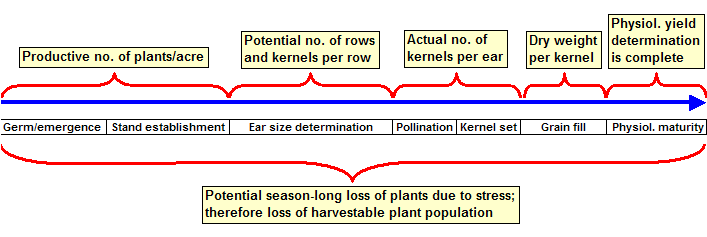 Productive no. of plants/acre
Potential no. of rows
and kernels per row
Actual no. of
kernels per ear
Dry weight
per kernel
Physiol. yield
determination
is complete
Germ/emergence
Stand establishment
Ear size determination
Pollination
Kernel set
Grain fill
Physiol. maturity
Potential season-long loss of plants due to stress;
therefore loss of harvestable plant population